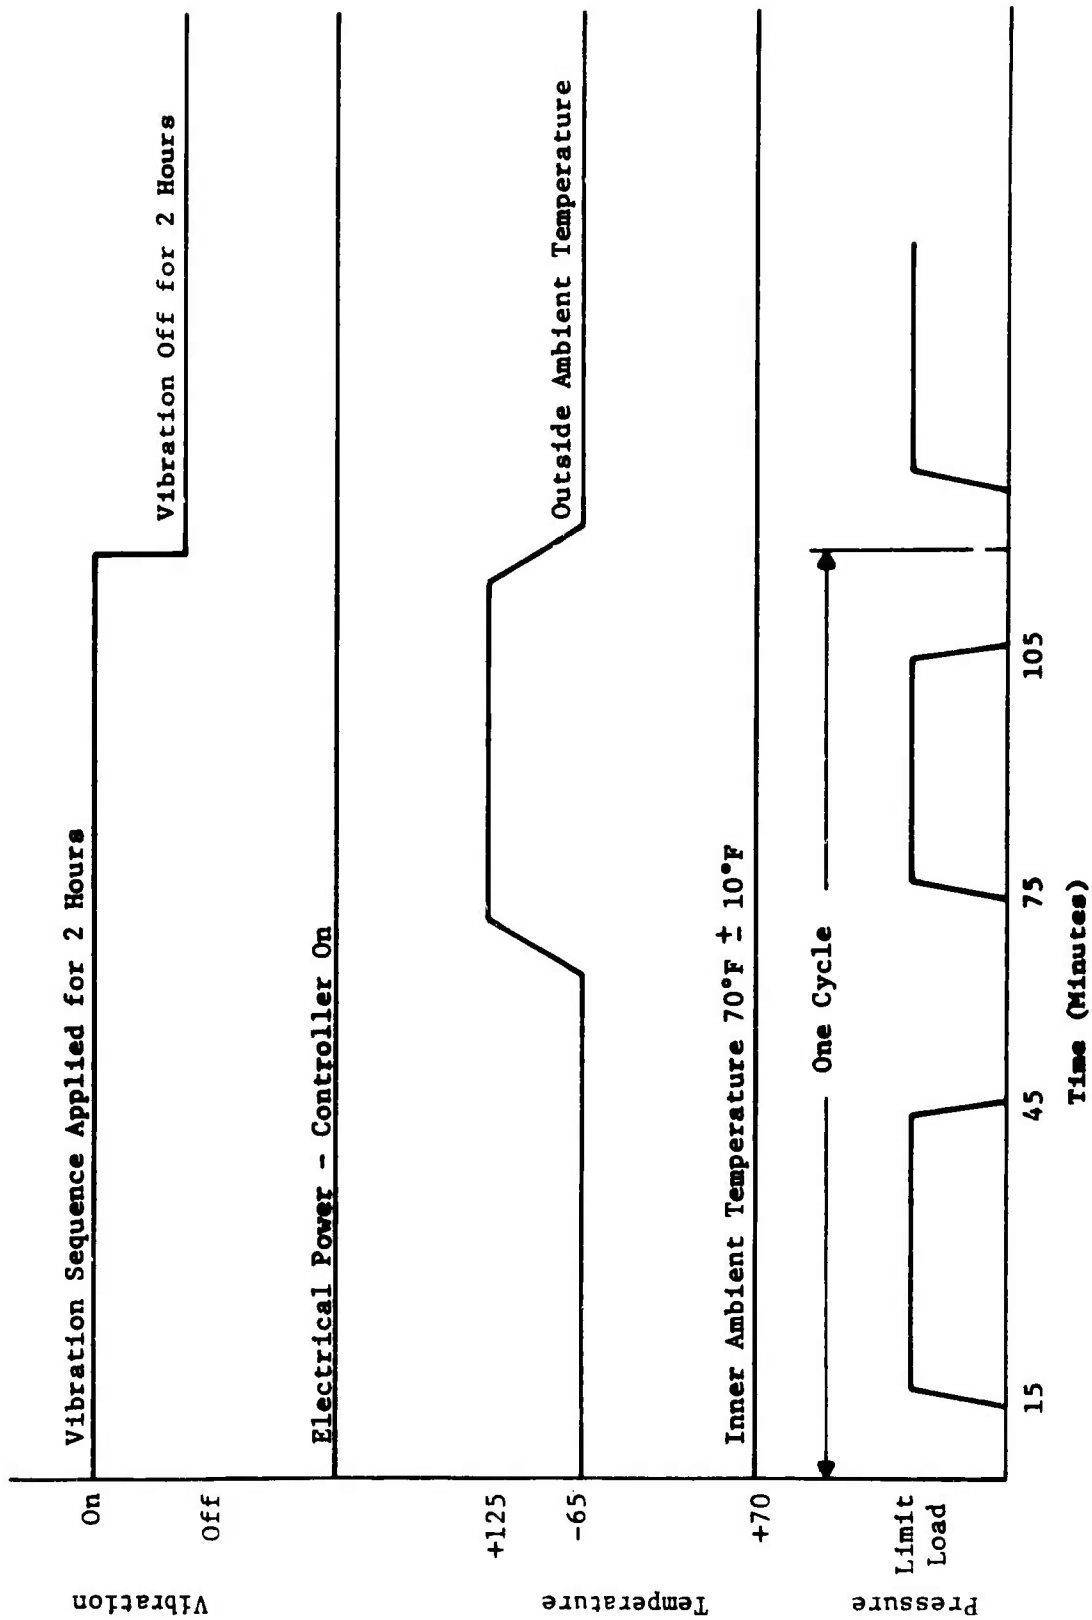 Vibration
On
Off
Vibration Sequence Applied for 2 Hours
Vibration Off for 2 Hours
Electrical Power - Controller On
Temperature
+125
-65
Outside Ambient Temperature
+70
Inner Ambient Temperature 70°F ± 10°F
One Cycle
Pressure
Limit
Load
15
45
75
105
Time (Minutes)